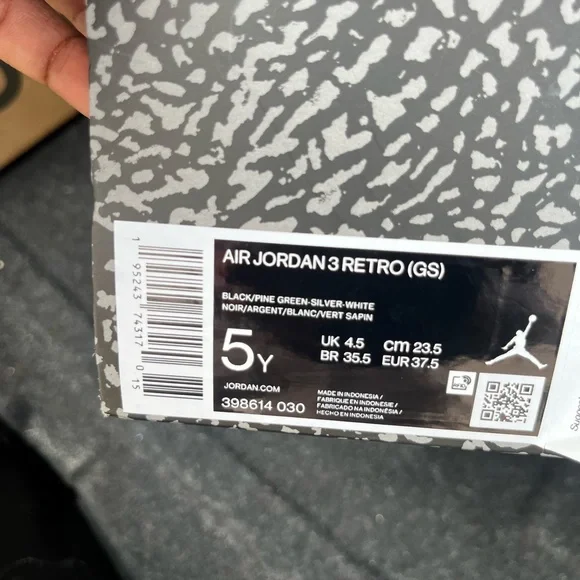 AIR JORDAN 3 RETRO (GS)
BLACK/PINE GREEN-SILVER-WHITE
NOIR/ARGENT/BLANC/VERT SAPIN
5Y
UK 4.5 cm 23.5
BR 35.5 EUR 37.5
JORDAN.COM
398614 030
MADE IN INDONESIA /
FABRIQUE EN INDONESIE /
FABRICADO NA INDONÉSIA /
HECHO EN INDONESIA
1 95243 74317 0 15